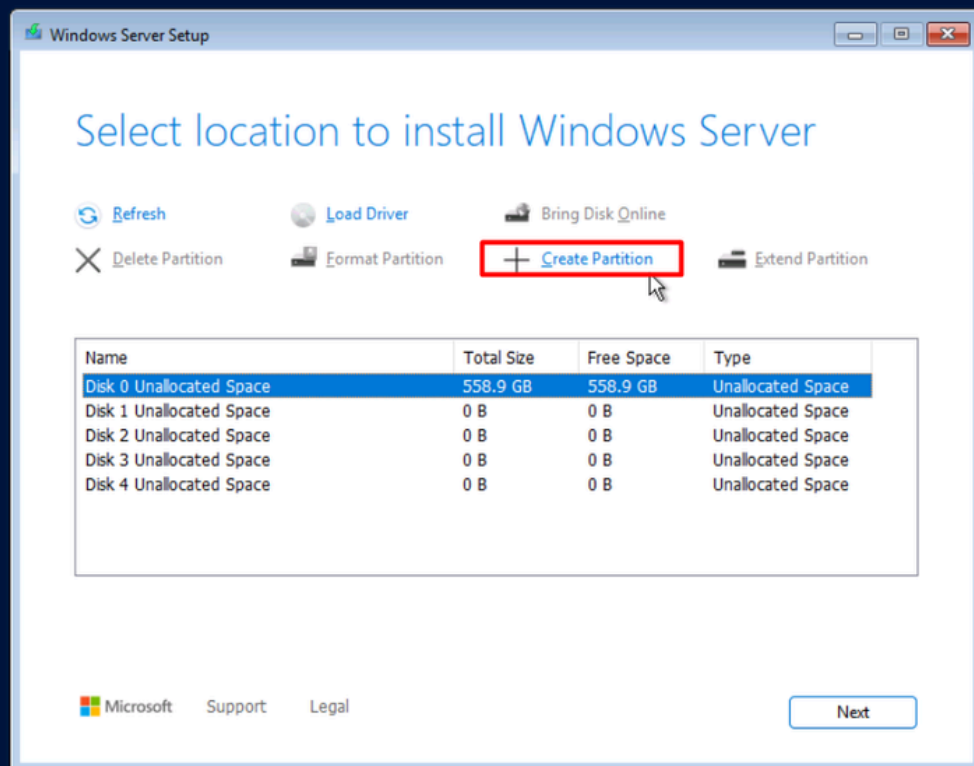 Windows Server Setup
Select location to install Windows Server
Refresh Load Driver Bring Disk Online
Delete Partition Format Partition Create Partition Extend Partition
Name Total Size Free Space Type
Disk 0 Unallocated Space 558.9 GB 558.9 GB Unallocated Space
Disk 1 Unallocated Space 0 B 0 B Unallocated Space
Disk 2 Unallocated Space 0 B 0 B Unallocated Space
Disk 3 Unallocated Space 0 B 0 B Unallocated Space
Disk 4 Unallocated Space 0 B 0 B Unallocated Space
Microsoft Support Legal Next